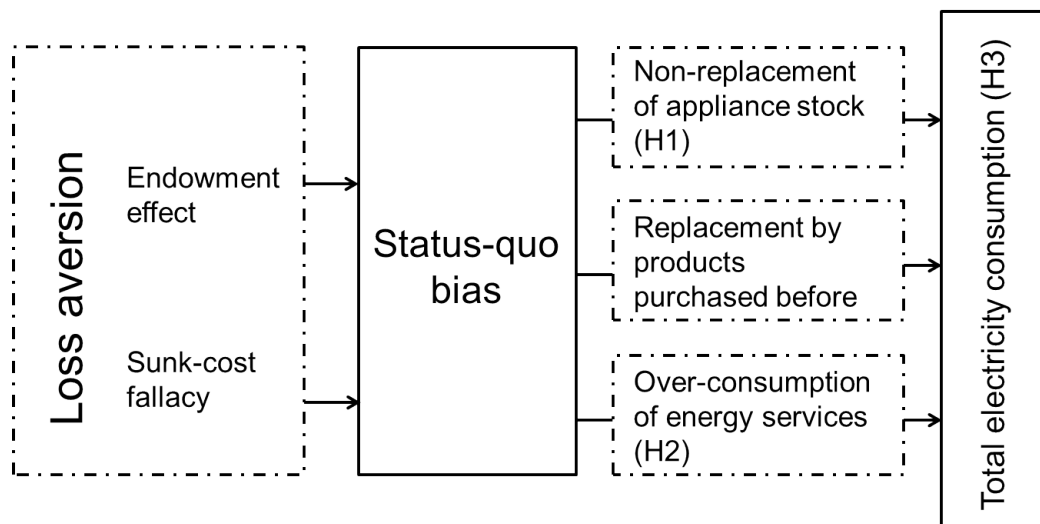 Loss aversion
Endowment
effect
Sunk-cost
fallacy
Status-quo
bias
Non-replacement
of appliance stock
(H1)
Replacement by
products
purchased before
Over-consumption
of energy services
(H2)
Total electricity consumption (H3)